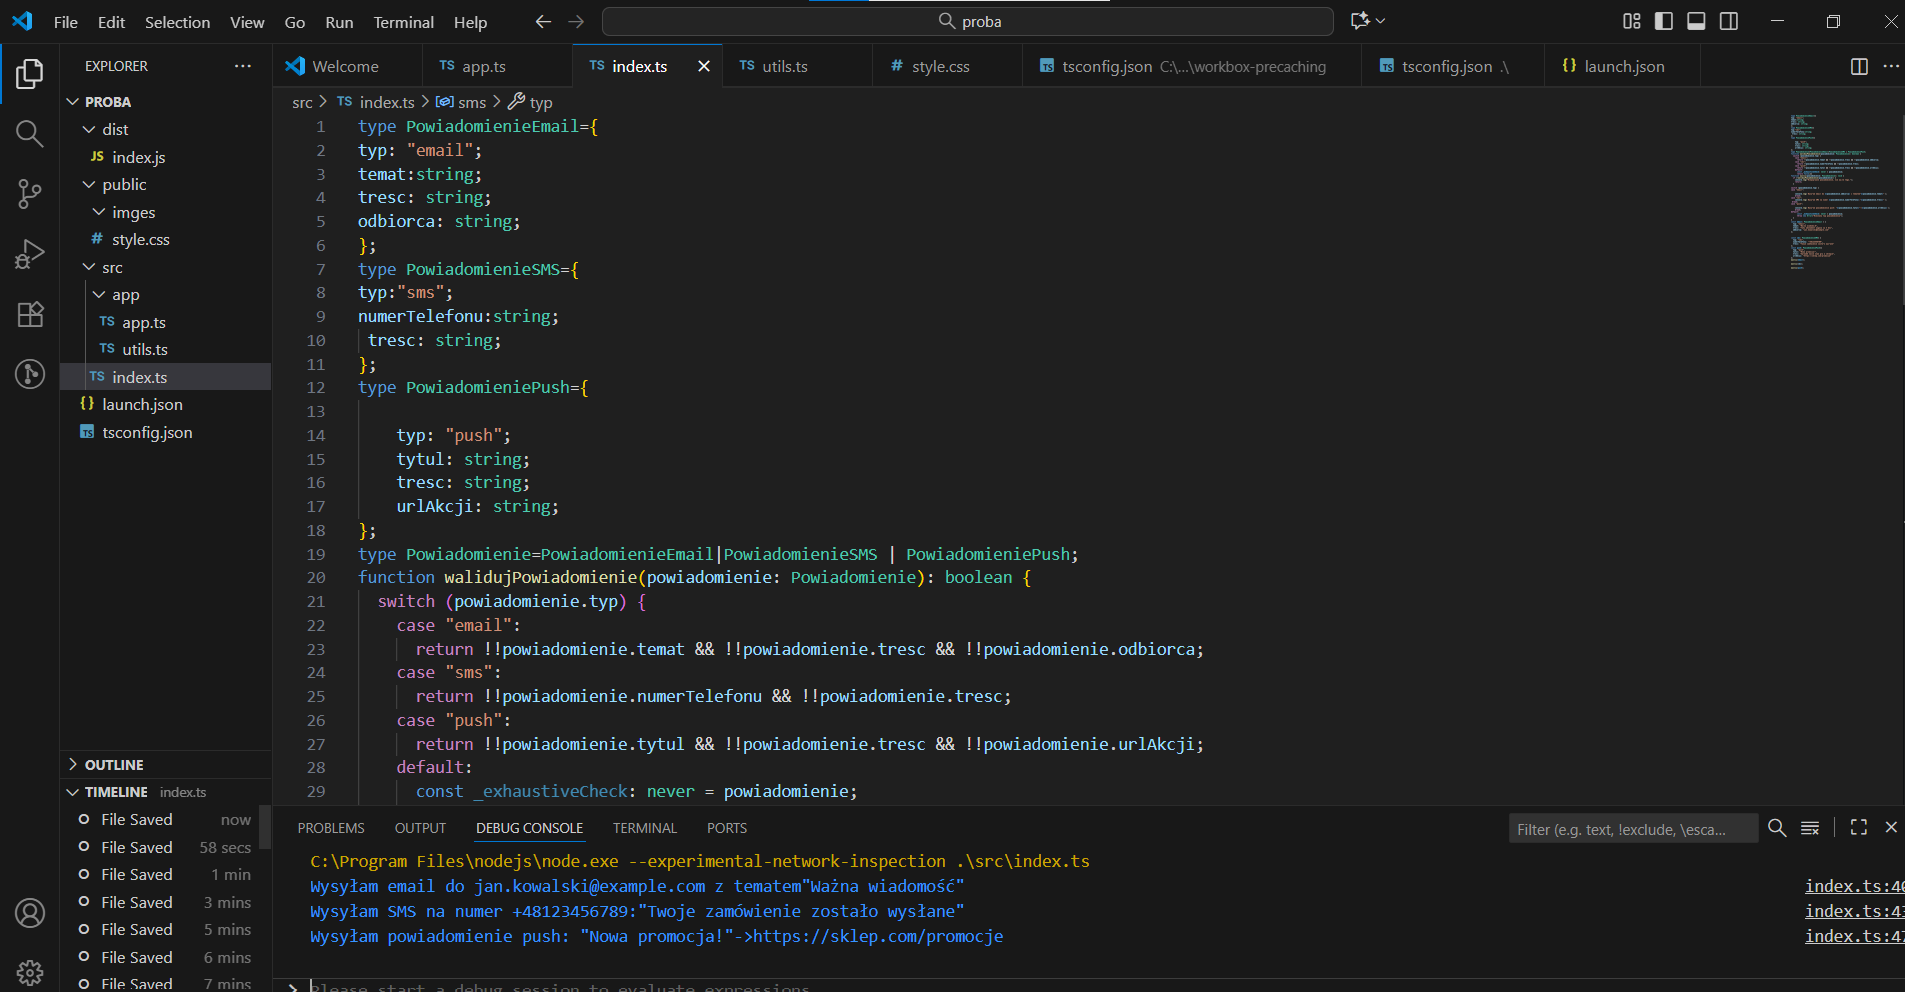 File Edit Selection View Go Run Terminal Help
proba
EXPLORER
PROBA
dist
JS index.js
public
imges
# style.css
src
app
TS app.ts
TS utils.ts
TS index.ts
{} launch.json
TS tsconfig.json
OUTLINE
TIMELINE index.ts
File Saved now
File Saved 58 secs
File Saved 1 min
File Saved 3 mins
File Saved 5 mins
File Saved 6 mins
File Saved 7 mins
Welcome TS app.ts TS index.ts TS utils.ts # style.css TS tsconfig.json C:\...\workbox-precaching TS tsconfig.json .\ {} launch.json
src > TS index.ts > sms > typ
1 type PowiadomienieEmail={
2 typ: "email";
3 temat:string;
4 tresc: string;
5 odbiorca: string;
6 };
7 type PowiadomienieSMS={
8 typ:"sms";
9 numerTelefonu:string;
10 tresc: string;
11 };
12 type PowiadomieniePush={
13
14 typ: "push";
15 tytul: string;
16 tresc: string;
17 urlAkcji: string;
18 };
19 type Powiadomienie=PowiadomienieEmail|PowiadomienieSMS | PowiadomieniePush;
20 function walidujPowiadomienie(powiadomienie: Powiadomienie): boolean {
21 switch (powiadomienie.typ) {
22 case "email":
23 return !!powiadomienie.temat && !!powiadomienie.tresc && !!powiadomienie.odbiorca;
24 case "sms":
25 return !!powiadomienie.numerTelefonu && !!powiadomienie.tresc;
26 case "push":
27 return !!powiadomienie.tytul && !!powiadomienie.tresc && !!powiadomienie.urlAkcji;
28 default:
29 const _exhaustiveCheck: never = powiadomienie;
PROBLEMS OUTPUT DEBUG CONSOLE TERMINAL PORTS
Filter (e.g. text, !exclude, \esca...
C:\Program Files\nodejs\node.exe --experimental-network-inspection .\src\index.ts
Wysyłam email do jan.kowalski@example.com z tematem"Ważna wiadomość" index.ts:40
Wysyłam SMS na numer +48123456789:"Twoje zamówienie zostało wysłane" index.ts:43
Wysyłam powiadomienie push: "Nowa promocja!"->https://sklep.com/promocje index.ts:47
> Please start a debug session to evaluate expressions